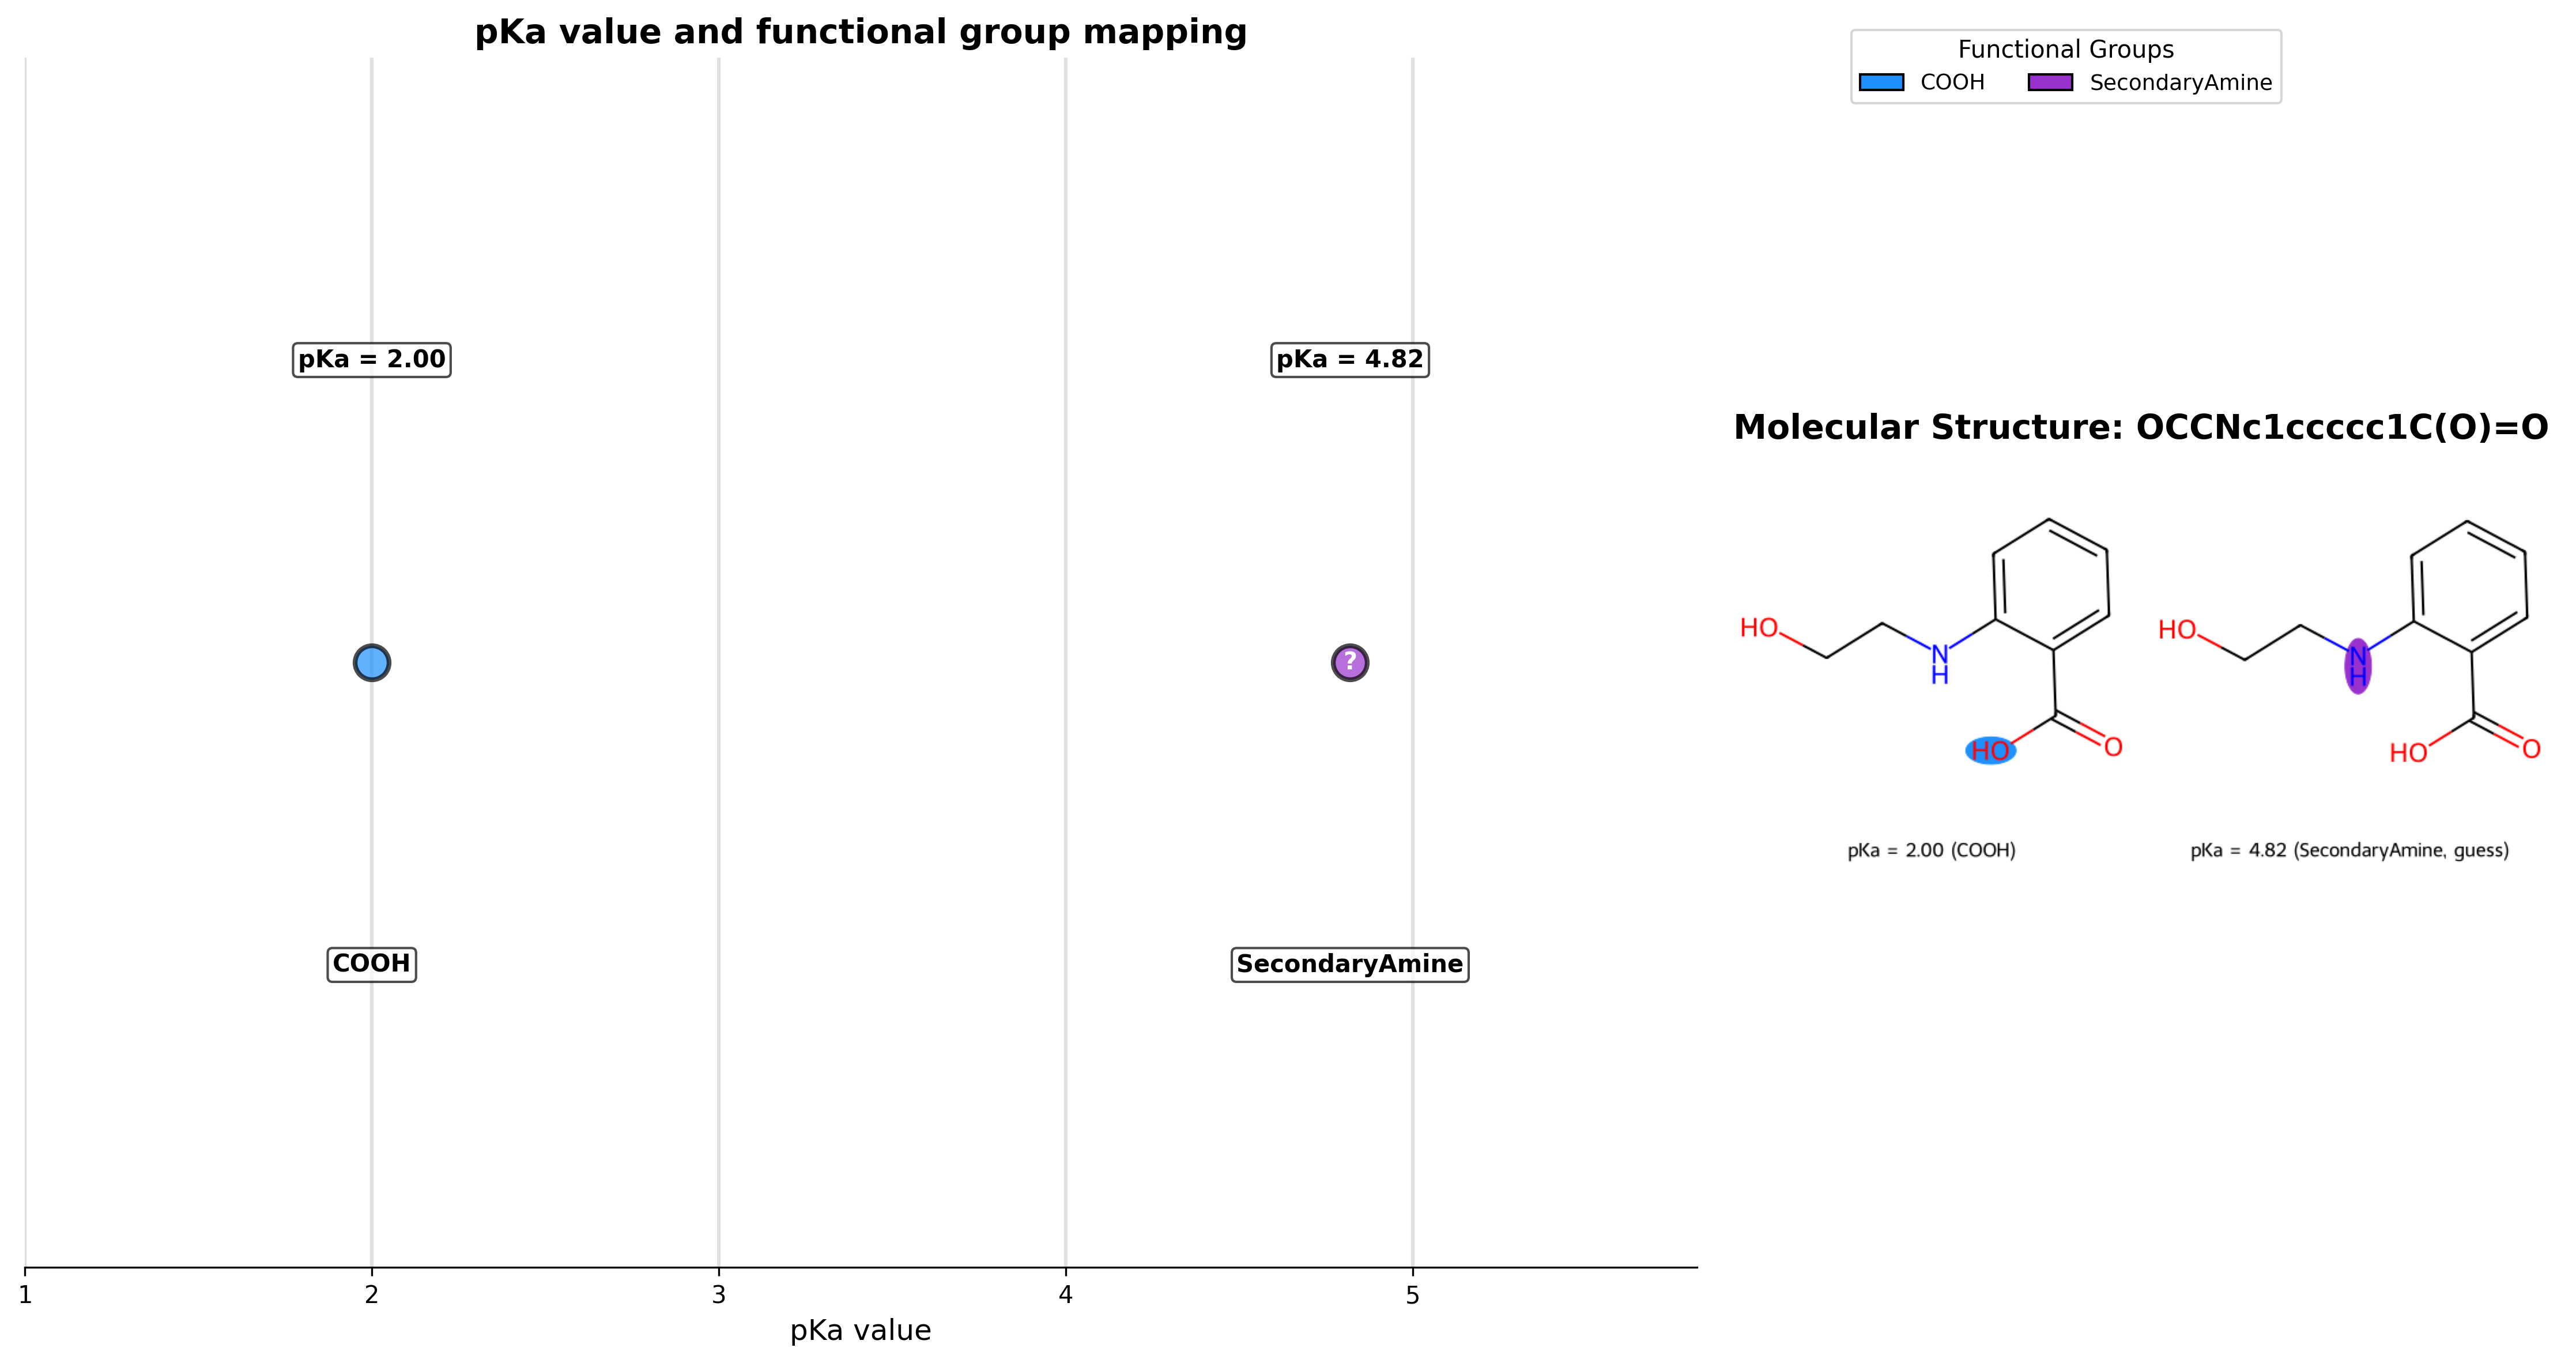 pKa value and functional group mapping
pKa = 2.00
pKa = 4.82
?
COOH
SecondaryAmine
1
2
3
4
5
pKa value
Functional Groups
COOH
SecondaryAmine
Molecular Structure: OCCNc1ccccc1C(O)=O
HO
N
H
HO
O
HO
N
H
HO
O
pKa = 2.00 (COOH)
pKa = 4.82 (SecondaryAmine, guess)